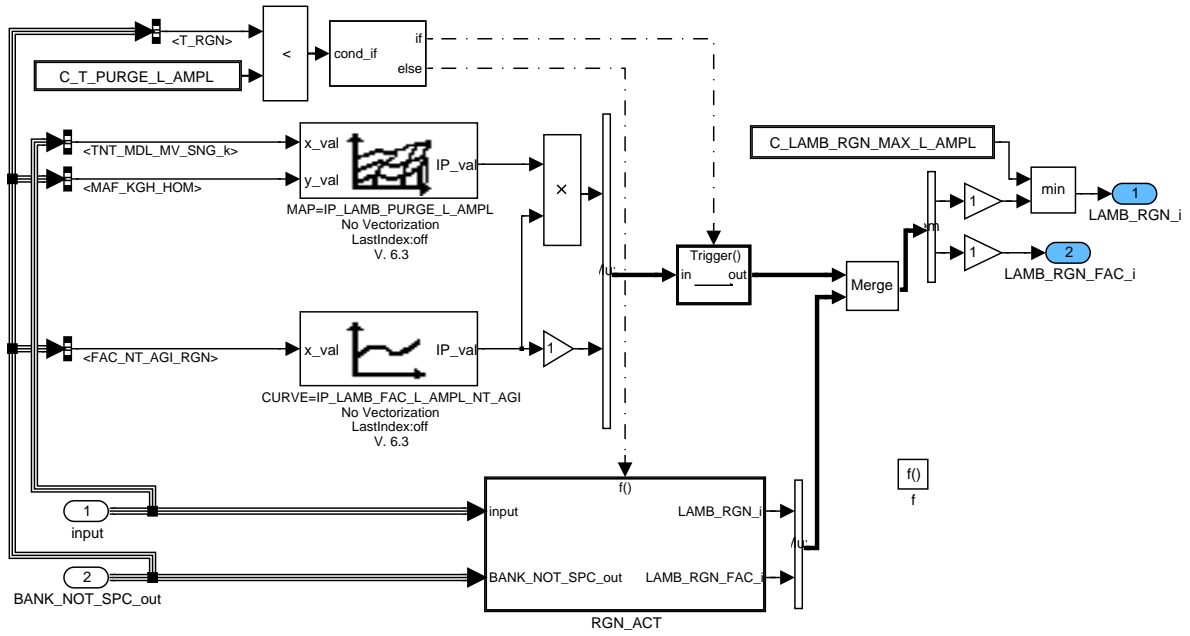 <T_RGN>
<
C_T_PURGE_L_AMPL
cond_if
if
else
<TNT_MDL_MV_SNG_k>
<MAF_KGH_HOM>
x_val
y_val
IP_val
MAP=IP_LAMB_PURGE_L_AMPL
No Vectorization
LastIndex:off
V. 6.3
×
C_LAMB_RGN_MAX_L_AMPL
min
1
LAMB_RGN_i
1
1
2
LAMB_RGN_FAC_i
Trigger()
in
out
Merge
<FAC_NT_AGI_RGN>
x_val
IP_val
1
CURVE=IP_LAMB_FAC_L_AMPL_NT_AGI
No Vectorization
LastIndex:off
V. 6.3
f()
f
1
input
2
BANK_NOT_SPC_out
f()
input
BANK_NOT_SPC_out
LAMB_RGN_i
LAMB_RGN_FAC_i
RGN_ACT